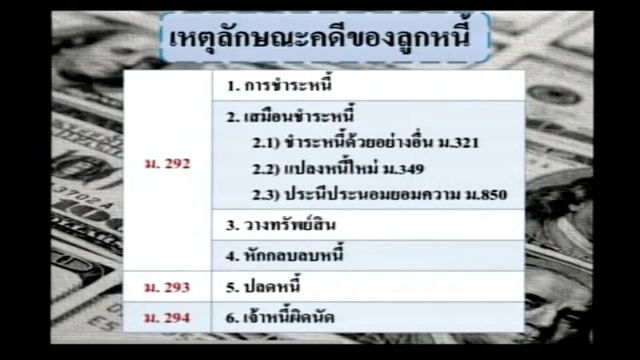 เหตุลักษณะคดีของลูกหนี้
1. การชำระหนี้
2. เสมือนชำระหนี้
2.1) ชำระหนี้ด้วยอย่างอื่น ม.321
ม. 292
2.2) แปลงหนี้ใหม่ ม.349
2.3) ประนีประนอมยอมความ ม.850
3. วางทรัพย์สิน
4. หักกลบลบหนี้
ม. 293
5. ปลดหนี้
ม. 294
6. เจ้าหนี้ผิดนัด